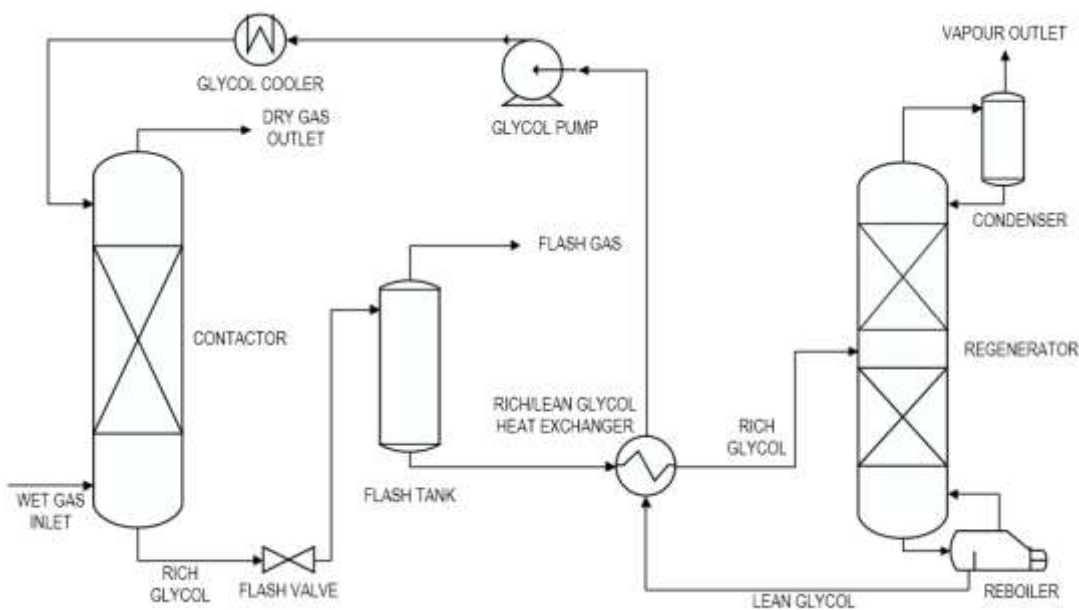 VAPOUR OUTLET
GLYCOL COOLER
GLYCOL PUMP
DRY GAS
OUTLET
CONDENSER
FLASH GAS
CONTACTOR
REGENERATOR
RICH/LEAN GLYCOL
HEAT EXCHANGER
RICH
GLYCOL
FLASH TANK
WET GAS
INLET
RICH
GLYCOL
FLASH VALVE
LEAN GLYCOL
REBOILER